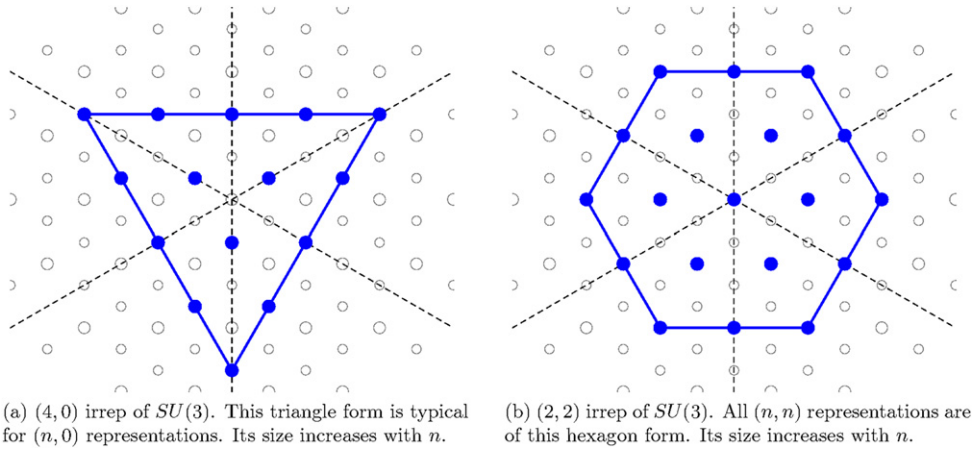 (a) (4, 0) irrep of SU(3). This triangle form is typical
for (n, 0) representations. Its size increases with n.
(b) (2, 2) irrep of SU(3). All (n, n) representations are
of this hexagon form. Its size increases with n.